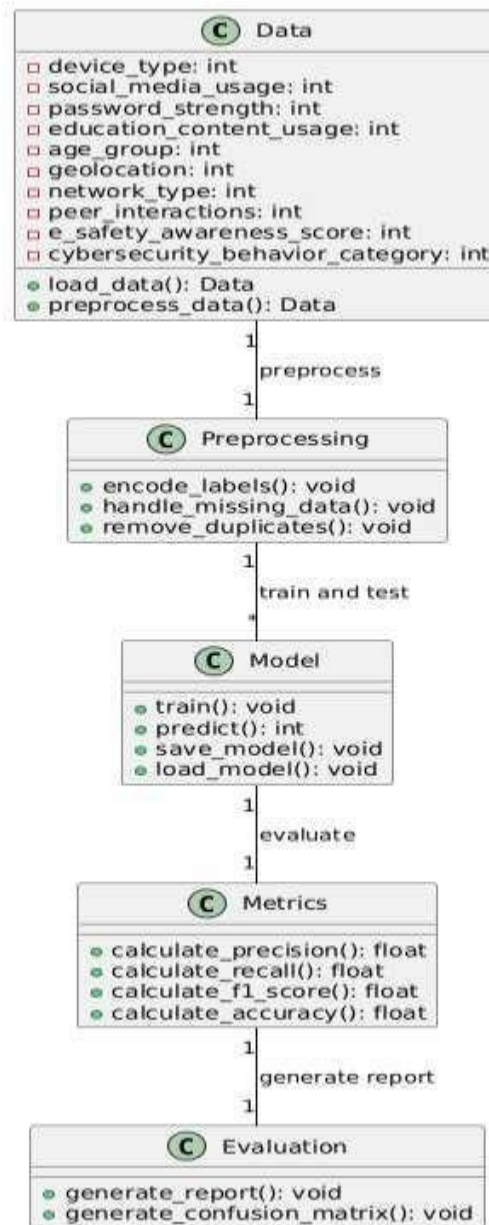 C Data
device_type: int
social_media_usage: int
password_strength: int
education_content_usage: int
age_group: int
geolocation: int
network_type: int
peer_interactions: int
e_safety_awareness_score: int
cybersecurity_behavior_category: int
load_data(): Data
preprocess_data(): Data
1
preprocess
1
C Preprocessing
encode_labels(): void
handle_missing_data(): void
remove_duplicates(): void
1
train and test
*
C Model
train(): void
predict(): int
save_model(): void
load_model(): void
1
evaluate
1
C Metrics
calculate_precision(): float
calculate_recall(): float
calculate_f1_score(): float
calculate_accuracy(): float
1
generate report
1
C Evaluation
generate_report(): void
generate_confusion_matrix(): void